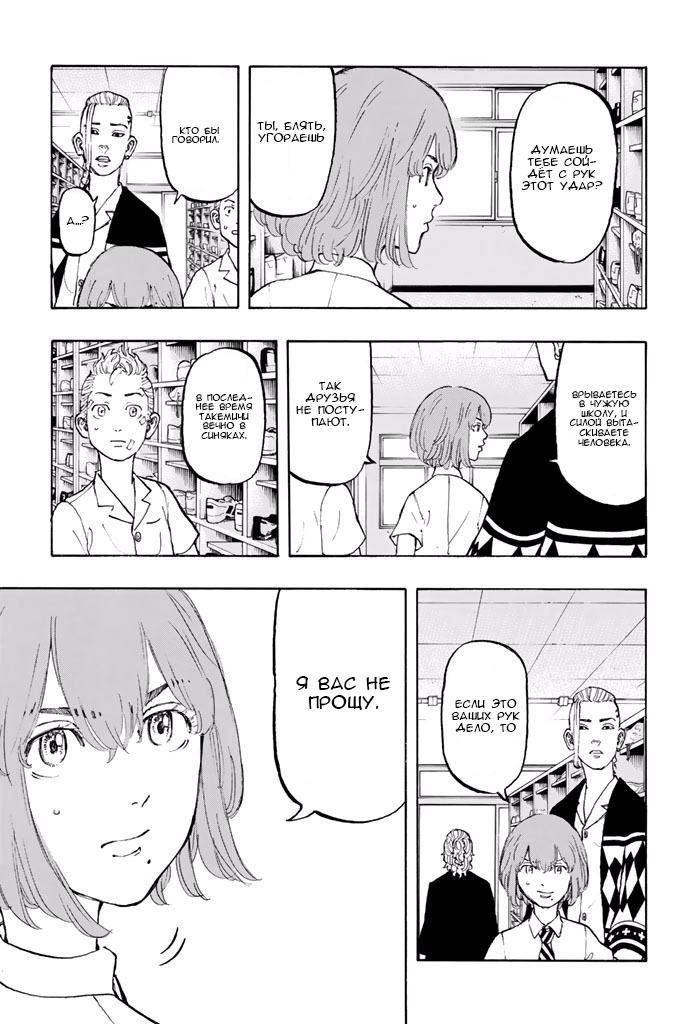 ДУМАЕШЬ
ТЕБЕ СОЙ-
ДЁТ С РУК
ЭТОТ УДАР?
ТЫ, БЛЯТЬ,
УГОРАЕШЬ
КТО БЫ
ГОВОРИЛ.
А...?
ВРЫВАЕТЕСЬ
В ЧУЖУЮ
ШКОЛУ, И
СИЛОЙ ВЫТА-
СКИВАЕТЕ
ЧЕЛОВЕКА.
ТАК
ДРУЗЬЯ
НЕ ПОСТУ-
ПАЮТ.
В ПОСЛЕД-
НЕЕ ВРЕМЯ
ТАКЕМИЧИ
ВЕЧНО В
СИНЯКАХ.
ЕСЛИ ЭТО
ВАШИХ РУК
ДЕЛО, ТО
Я ВАС НЕ
ПРОЩУ.